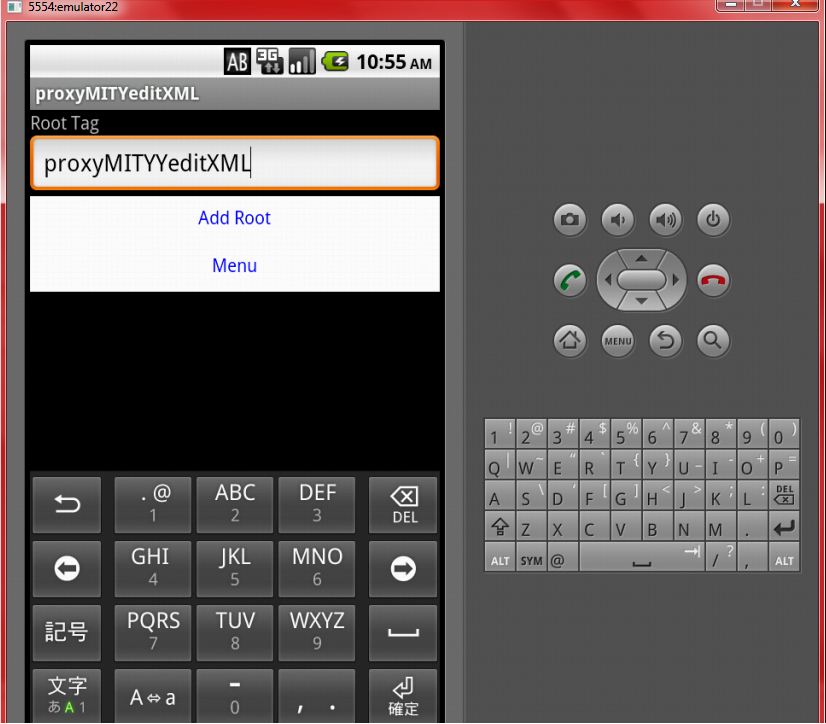 5554:emulator22
AB 3G 10:55 AM
proxyMITYeditXML
Root Tag
proxyMITYYeditXML
Add Root
Menu
. @ ABC DEF
1 2 3 DEL
GHI JKL MNO
4 5 6
記号 PQRS TUV WXYZ
7 8 9
文字 A⇔a - , .
あA1 0 確定
MENU
1 ! 2 @ 3 # 4 $ 5 % 6 ^ 7 & 8 * 9 ( 0 )
Q | W ~ E “ R ` T { Y } U _ I - O + P =
A S \ D ‘ F [ G ] H < J > K ; L : DEL
Z X C V B N M .
ALT SYM @ / ? , ALT